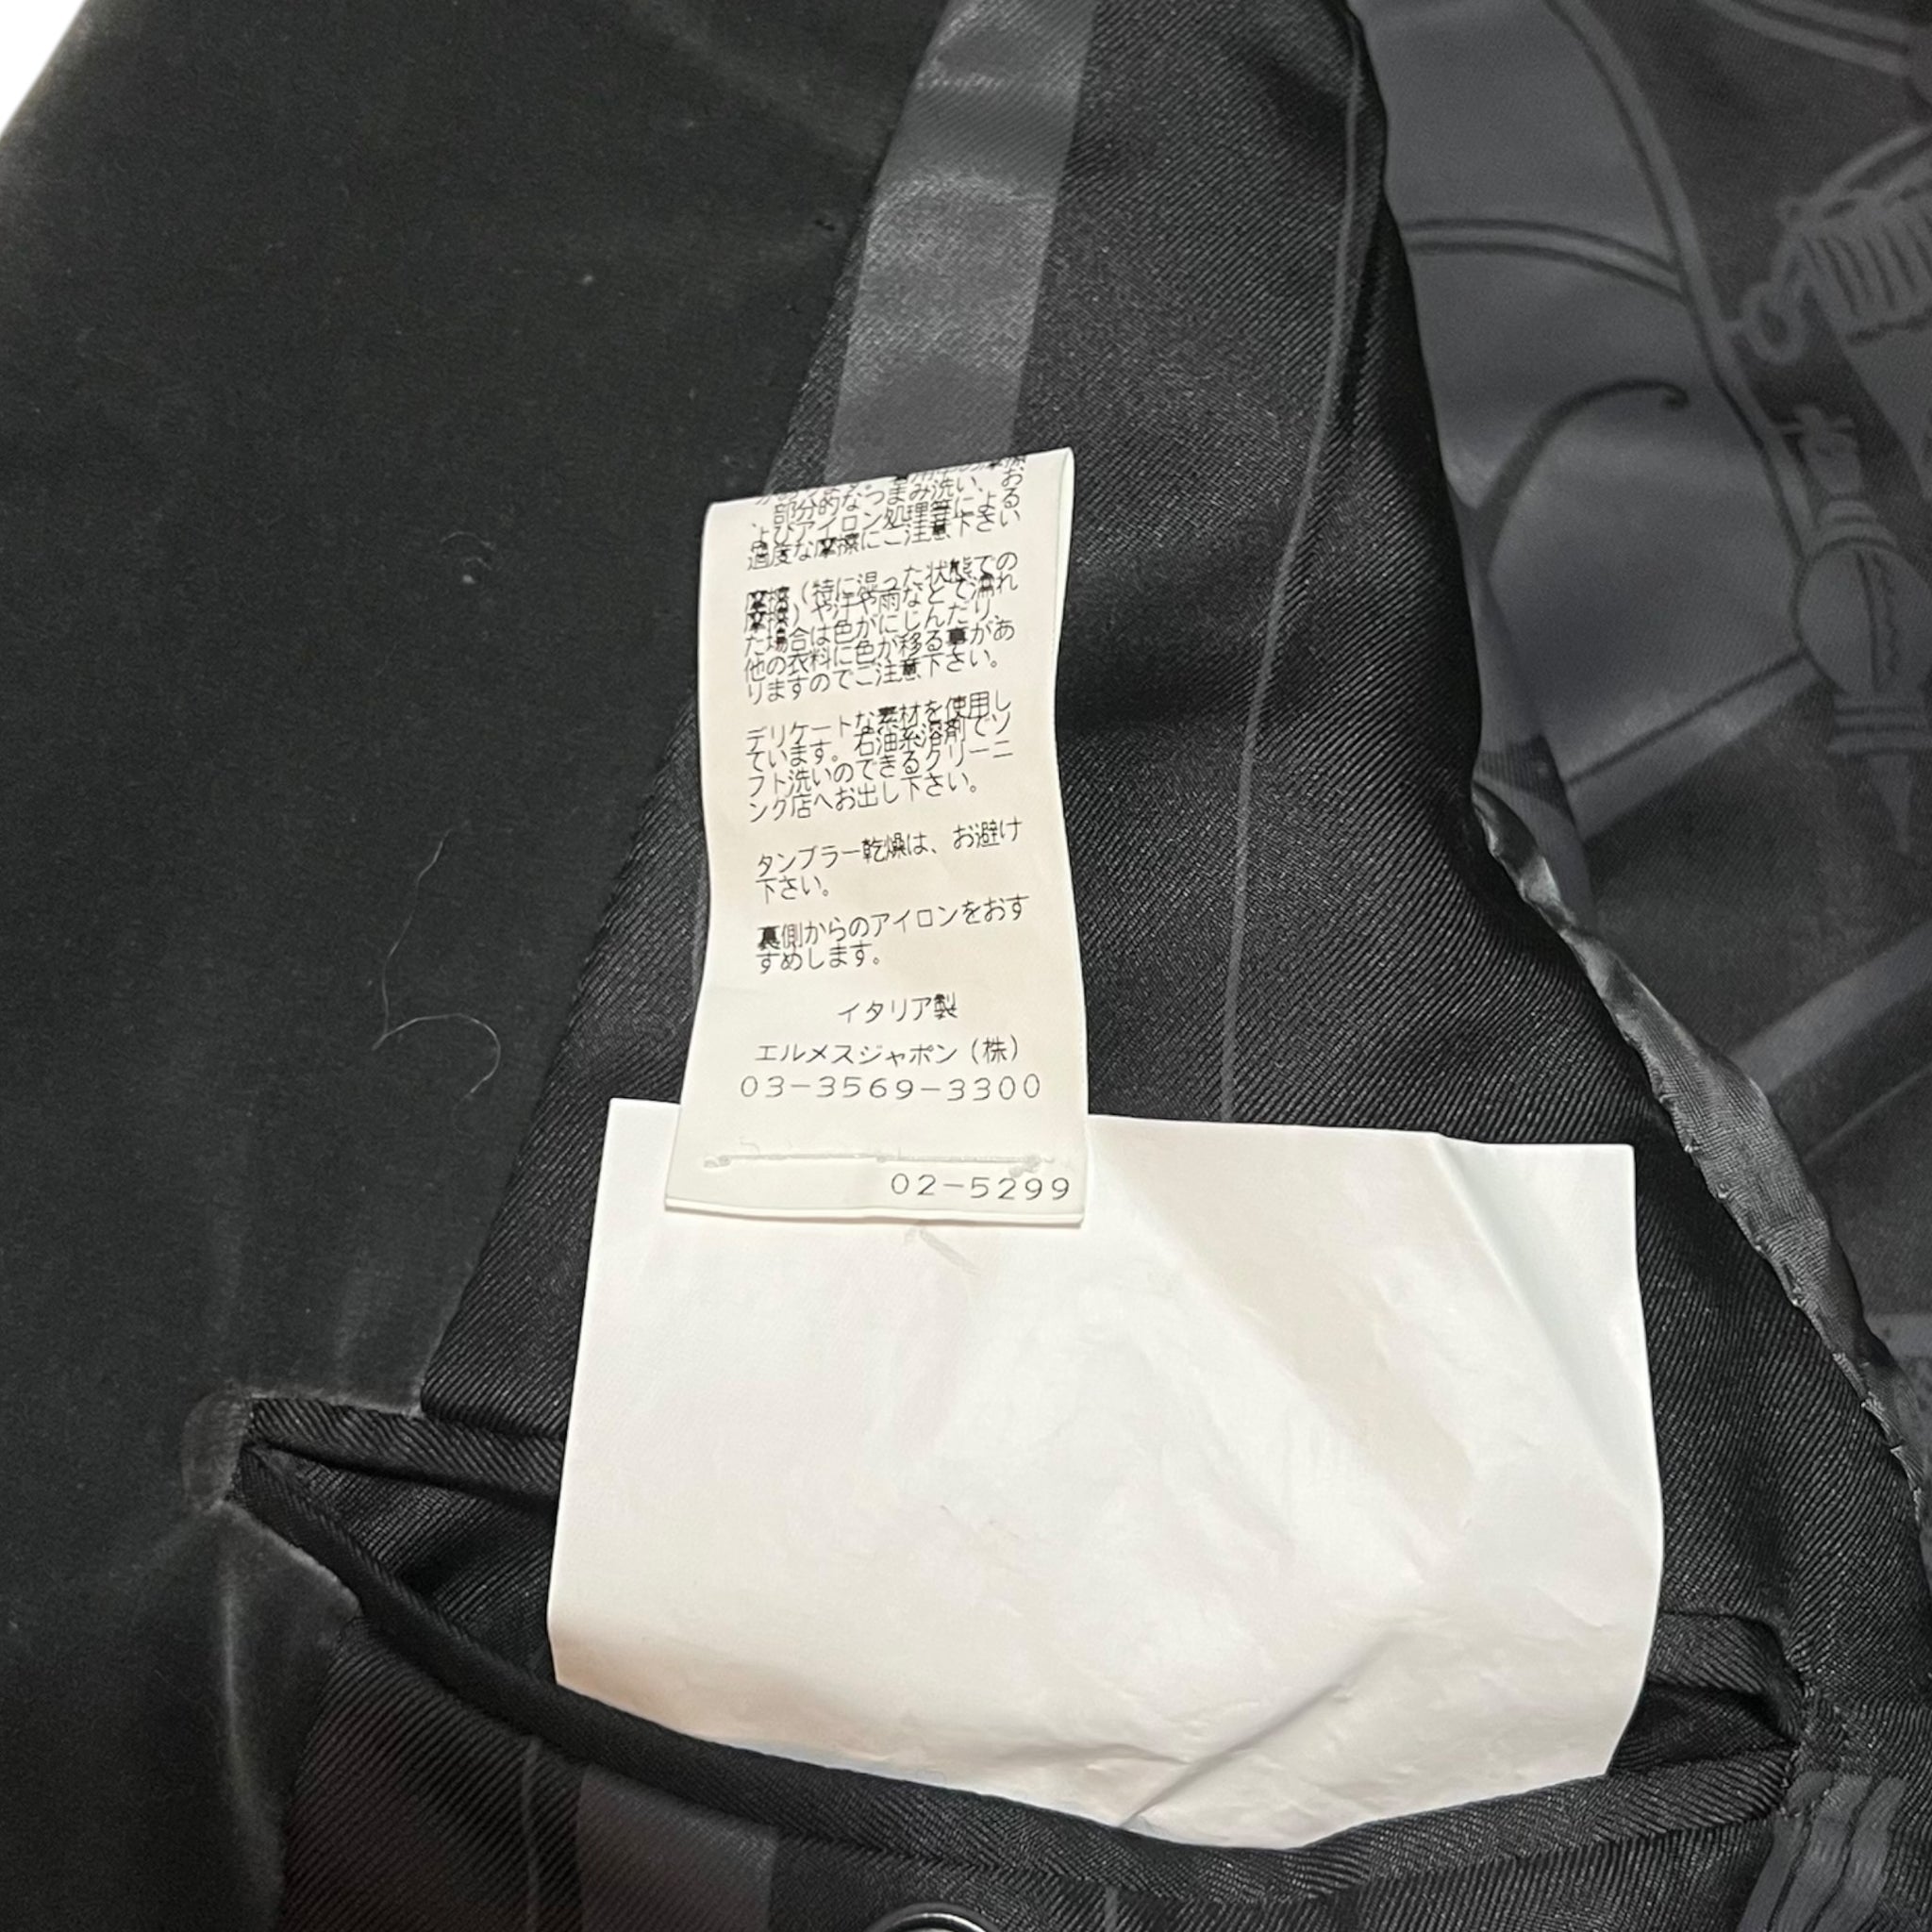 、部分的なつまみ洗い、お
よびアイロン処理等による
過度な摩擦にご注意下さい
摩擦（特に湿った状態での
摩擦）や汗や雨などで濡れ
た場合は色がにじんだり、
他の衣料に色が移る事があ
りますのでご注意下さい。
デリケートな素材を使用し
ています。石油系溶剤でソ
フト洗いのできるクリーニ
ング店へお出し下さい。
タンブラー乾燥は、お避け
下さい。
裏側からのアイロンをおす
すめします。
イタリア製
エルメスジャポン（株）
03-3569-3300
02-5299